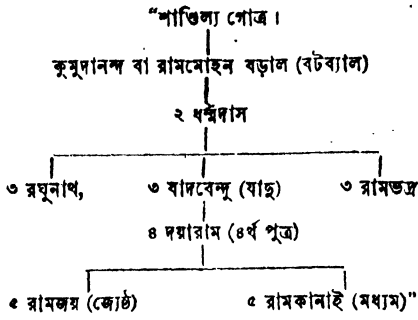 “শাণ্ডিল্য গোত্র।
কুমুদানন্দ বা রামমোহন বড়াল (বটব্যাল)
২ ধর্ম্মদাস
৩ রঘুনাথ, ৩ যাদবেন্দু (যাদু) ৩ রামভদ্র
৪ দয়ারাম (৪র্থ পুত্র)
৫ রামজয় (জ্যেষ্ঠ) ৫ রামকানাই (মধ্যম)”